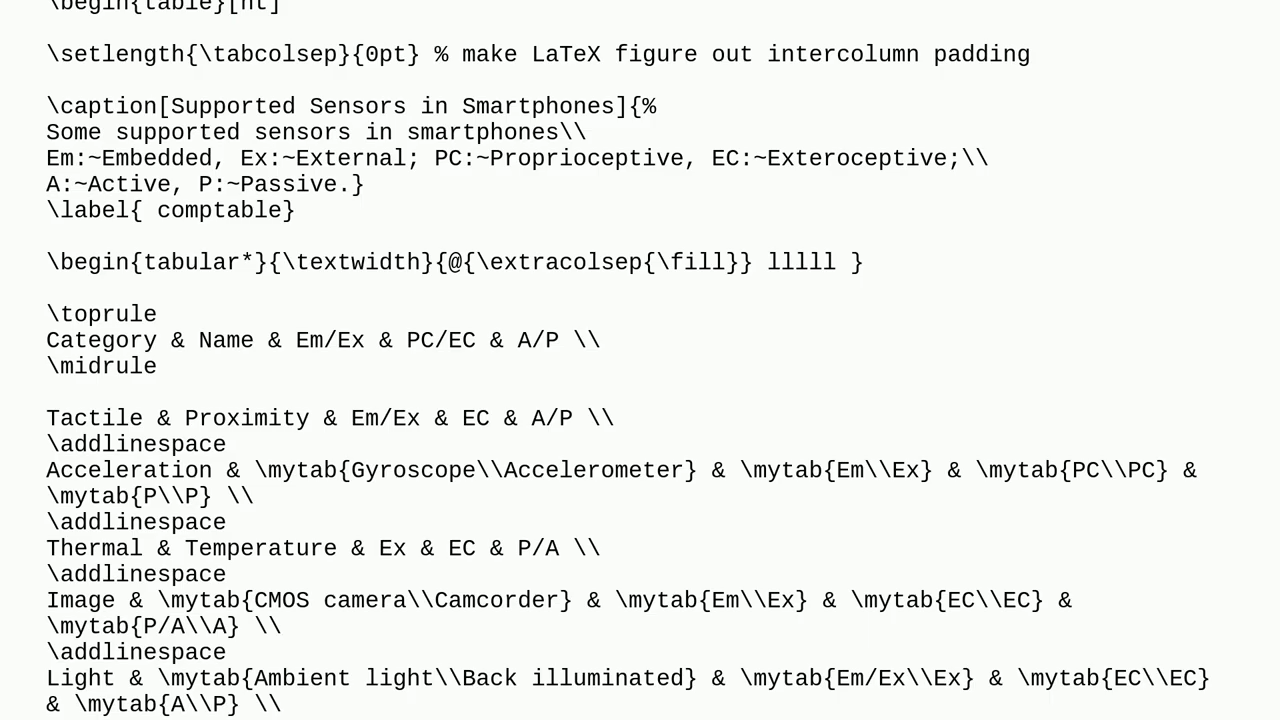 \begin{table}[ht]
\setlength{\tabcolsep}{0pt} % make LaTeX figure out intercolumn padding
\caption[Supported Sensors in Smartphones]{%
Some supported sensors in smartphones\\
Em:~Embedded, Ex:~External; PC:~Proprioceptive, EC:~Exteroceptive;\\
A:~Active, P:~Passive.}
\label{ comptable}
\begin{tabular*}{\textwidth}{@{\extracolsep{\fill}} lllll }
\toprule
Category & Name & Em/Ex & PC/EC & A/P \\
\midrule
Tactile & Proximity & Em/Ex & EC & A/P \\
\addlinespace
Acceleration & \mytab{Gyroscope\\Accelerometer} & \mytab{Em\\Ex} & \mytab{PC\\PC} &
\mytab{P\\P} \\
\addlinespace
Thermal & Temperature & Ex & EC & P/A \\
\addlinespace
Image & \mytab{CMOS camera\\Camcorder} & \mytab{Em\\Ex} & \mytab{EC\\EC} &
\mytab{P/A\\A} \\
\addlinespace
Light & \mytab{Ambient light\\Back illuminated} & \mytab{Em/Ex\\Ex} & \mytab{EC\\EC}
& \mytab{A\\P} \\